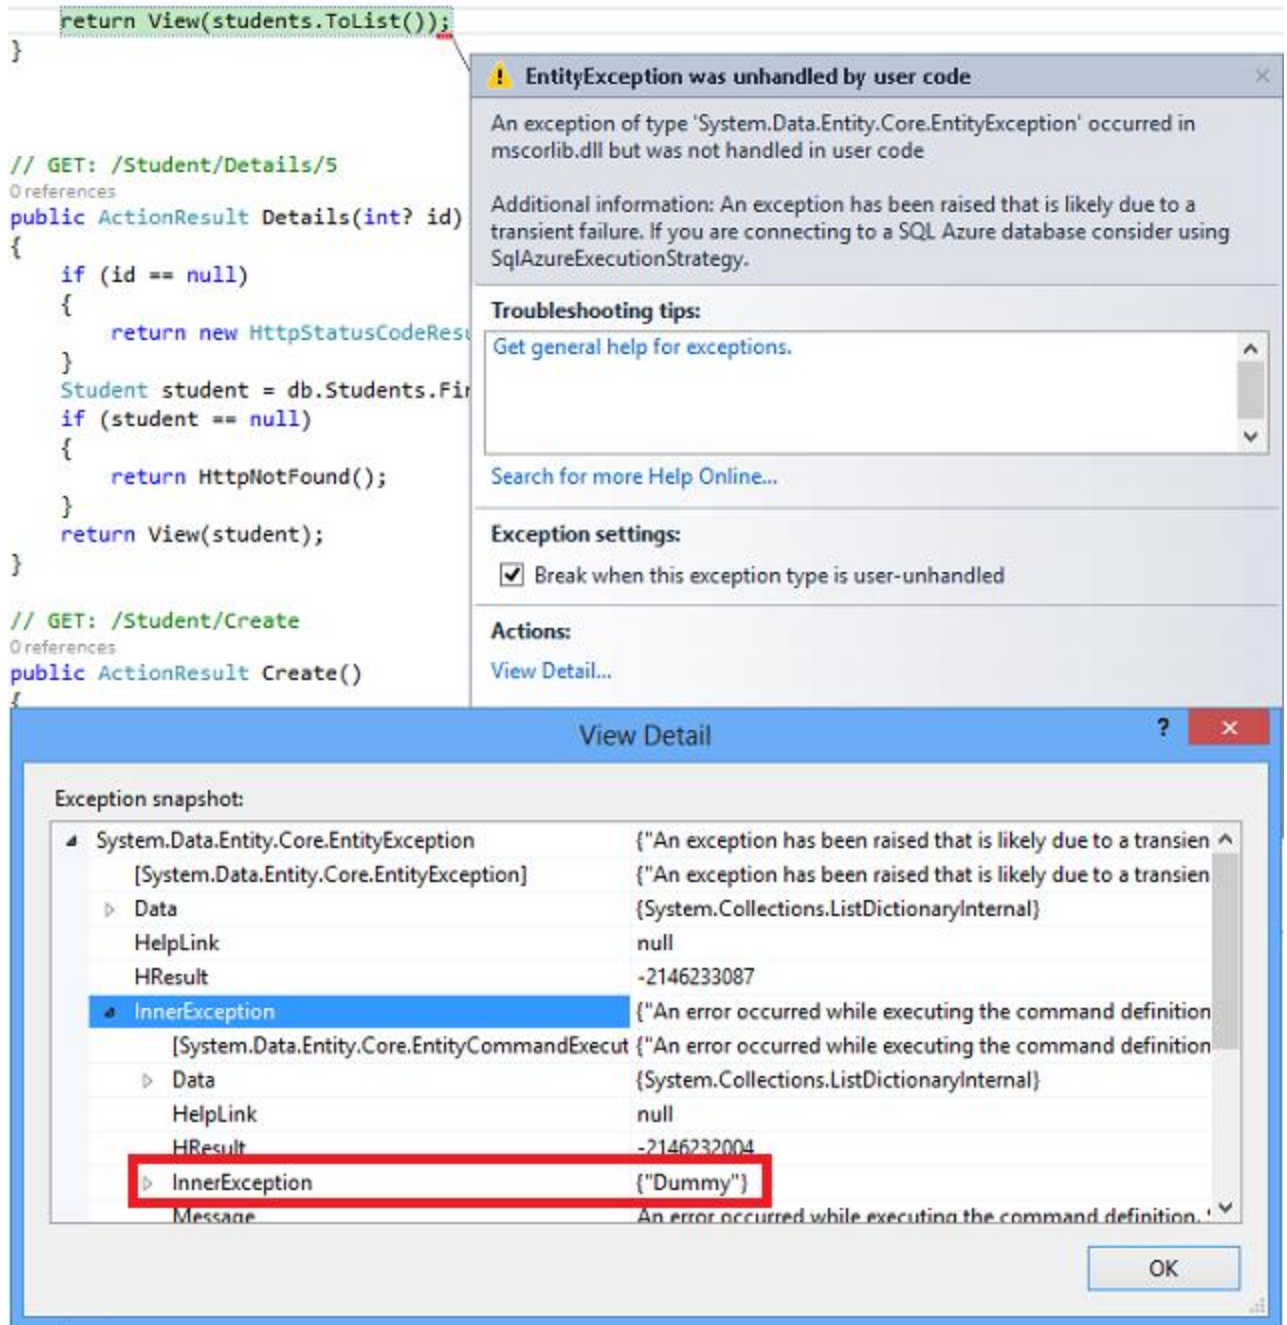 return View(students.ToList());
}
// GET: /Student/Details/5
0 references
public ActionResult Details(int? id)
{
if (id == null)
{
return new HttpStatusCodeResu
}
Student student = db.Students.Fin
if (student == null)
{
return HttpNotFound();
}
return View(student);
}
// GET: /Student/Create
0 references
public ActionResult Create()
{
EntityException was unhandled by user code
An exception of type 'System.Data.Entity.Core.EntityException' occurred in
mscorlib.dll but was not handled in user code
Additional information: An exception has been raised that is likely due to a
transient failure. If you are connecting to a SQL Azure database consider using
SqlAzureExecutionStrategy.
Troubleshooting tips:
Get general help for exceptions.
Search for more Help Online...
Exception settings:
Break when this exception type is user-unhandled
Actions:
View Detail...
View Detail
?
Exception snapshot:
System.Data.Entity.Core.EntityException {"An exception has been raised that is likely due to a transien
[System.Data.Entity.Core.EntityException] {"An exception has been raised that is likely due to a transien
Data {System.Collections.ListDictionaryInternal}
HelpLink null
HResult -2146233087
InnerException {"An error occurred while executing the command definition
[System.Data.Entity.Core.EntityCommandExecut {"An error occurred while executing the command definition
Data {System.Collections.ListDictionaryInternal}
HelpLink null
HResult -2146232004
InnerException {"Dummy"}
Message An error occurred while executing the command definition.
OK